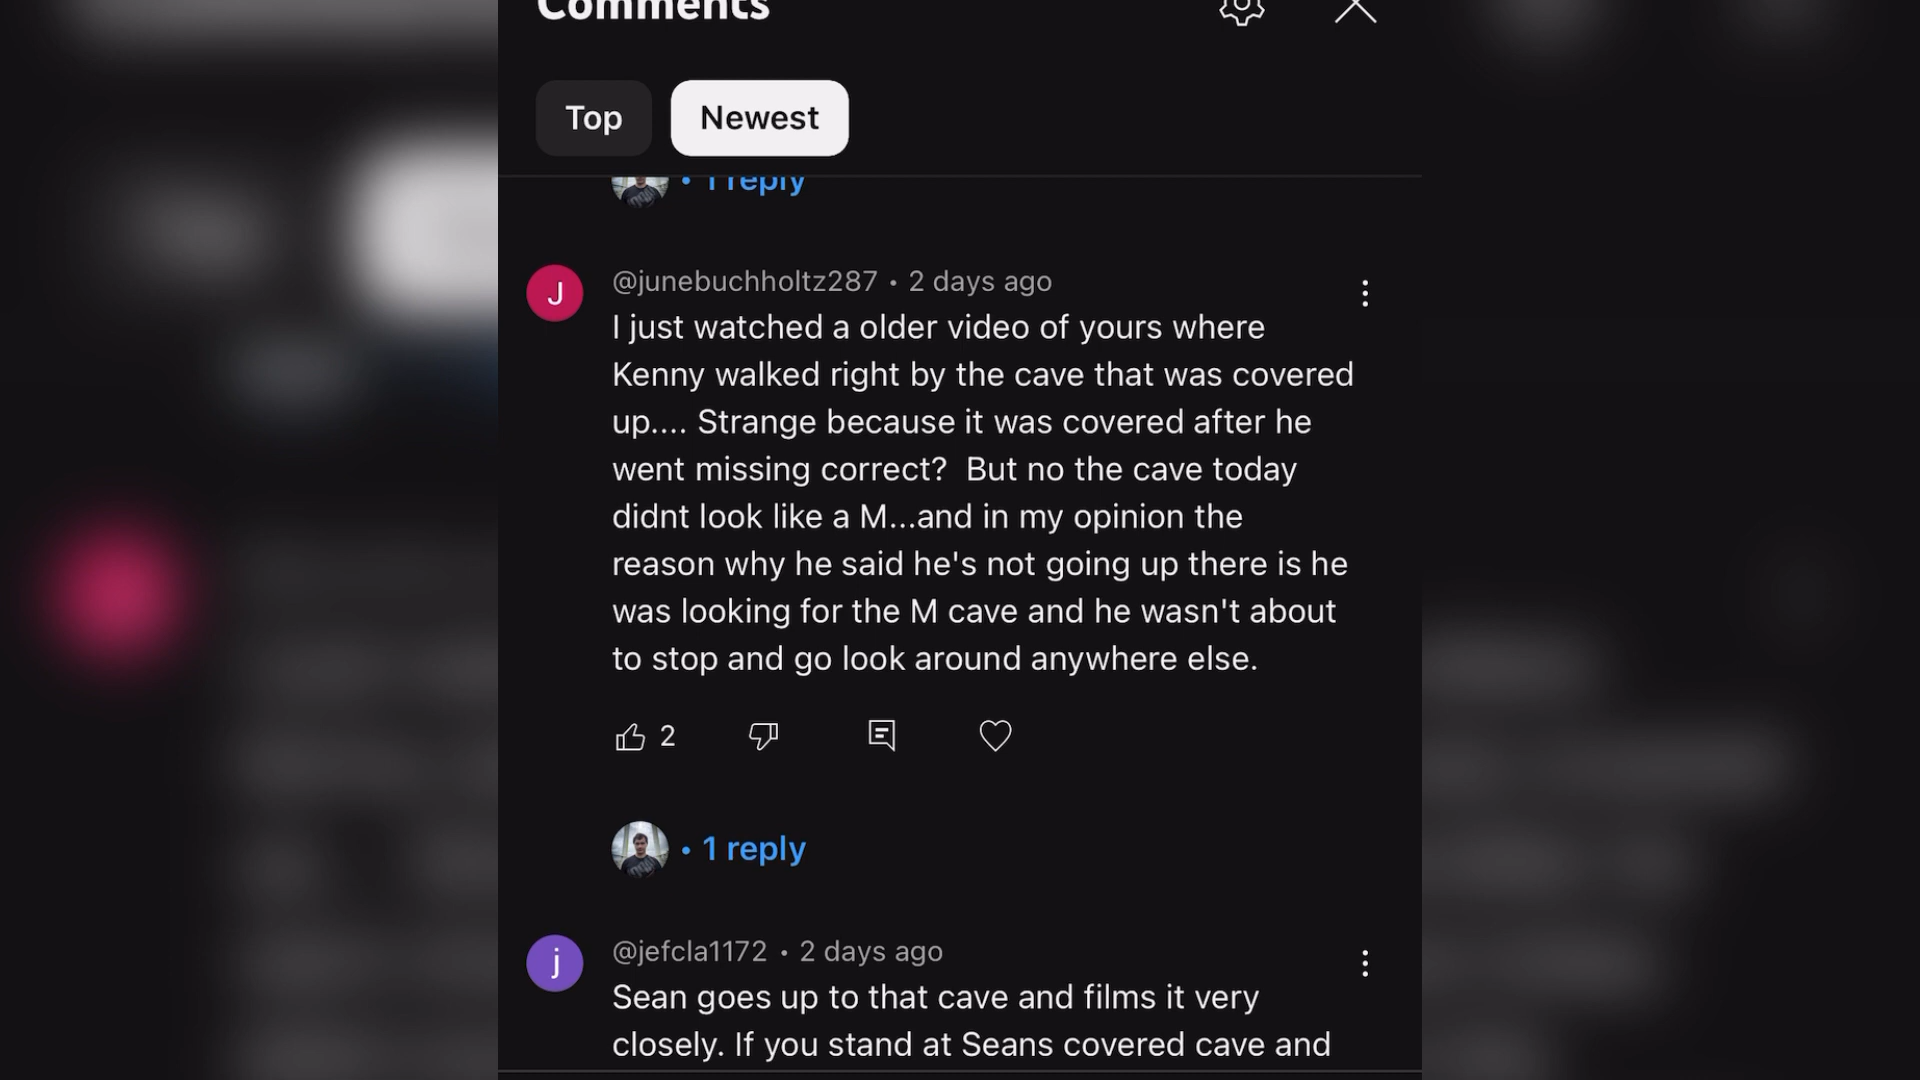 Comments
Top
Newest
• 1 reply
J
@junebuchholtz287 • 2 days ago
I just watched a older video of yours where
Kenny walked right by the cave that was covered
up.... Strange because it was covered after he
went missing correct?  But no the cave today
didnt look like a M...and in my opinion the
reason why he said he's not going up there is he
was looking for the M cave and he wasn't about
to stop and go look around anywhere else.
2
• 1 reply
j
@jefcla1172 • 2 days ago
Sean goes up to that cave and films it very
closely. If you stand at Seans covered cave and